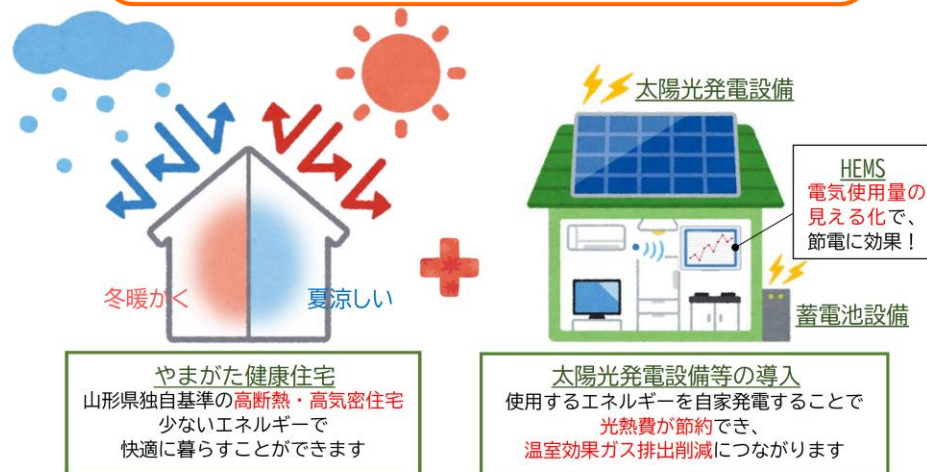 太陽光発電設備
HEMS
電気使用量の
見える化で、
節電に効果！
冬暖かく
夏涼しい
蓄電池設備
やまがた健康住宅
山形県独自基準の高断熱・高気密住宅
少ないエネルギーで
快適に暮らすことができます
太陽光発電設備等の導入
使用するエネルギーを自家発電することで
光熱費が節約でき、
温室効果ガス排出削減につながります